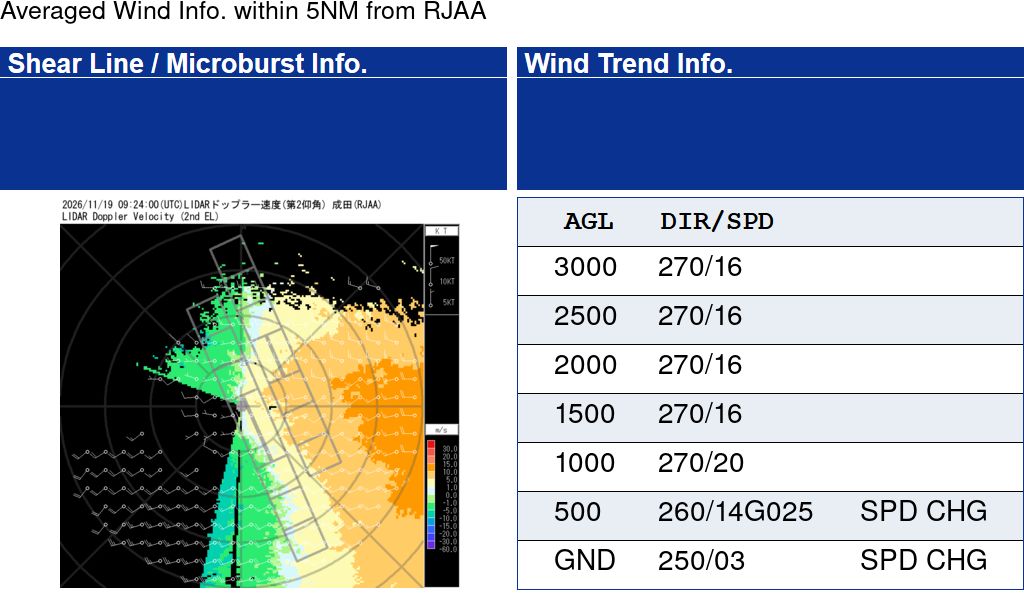 Averaged Wind Info. within 5NM from RJAA
Shear Line / Microburst Info.
Wind Trend Info.
2026/11/19 09:24:00(UTC)LIDARドップラー速度(第2仰角) 成田(RJAA)
LIDAR Doppler Velocity (2nd EL)
K T
50KT
10KT
5KT
m/s
30.0
20.0
15.0
10.0
5.0
1.0
0.0
-1.0
-5.0
-10.0
-15.0
-20.0
-30.0
-60.0
AGL DIR/SPD
3000 270/16
2500 270/16
2000 270/16
1500 270/16
1000 270/20
500 260/14G025 SPD CHG
GND 250/03 SPD CHG